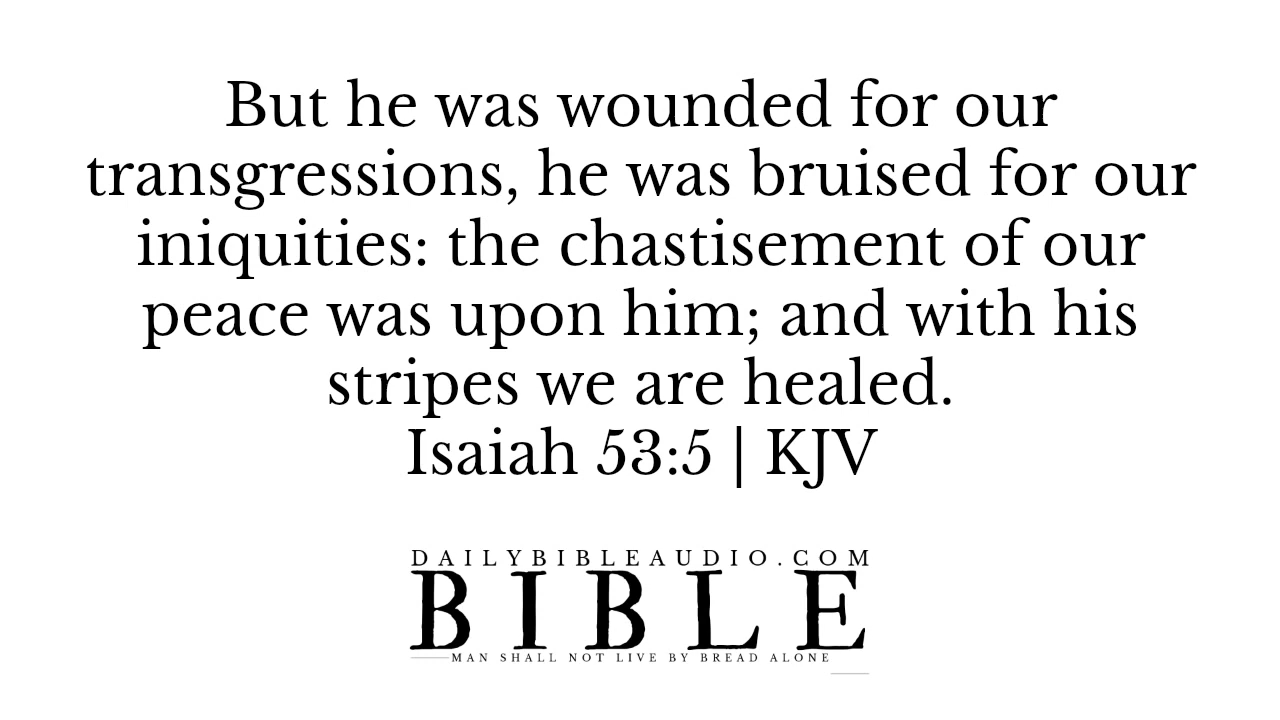 But he was wounded for our
transgressions, he was bruised for our
iniquities: the chastisement of our
peace was upon him; and with his
stripes we are healed.
Isaiah 53:5 | KJV
DAILYBIBLEAUDIO.COM
BIBLE
MAN SHALL NOT LIVE BY BREAD ALONE